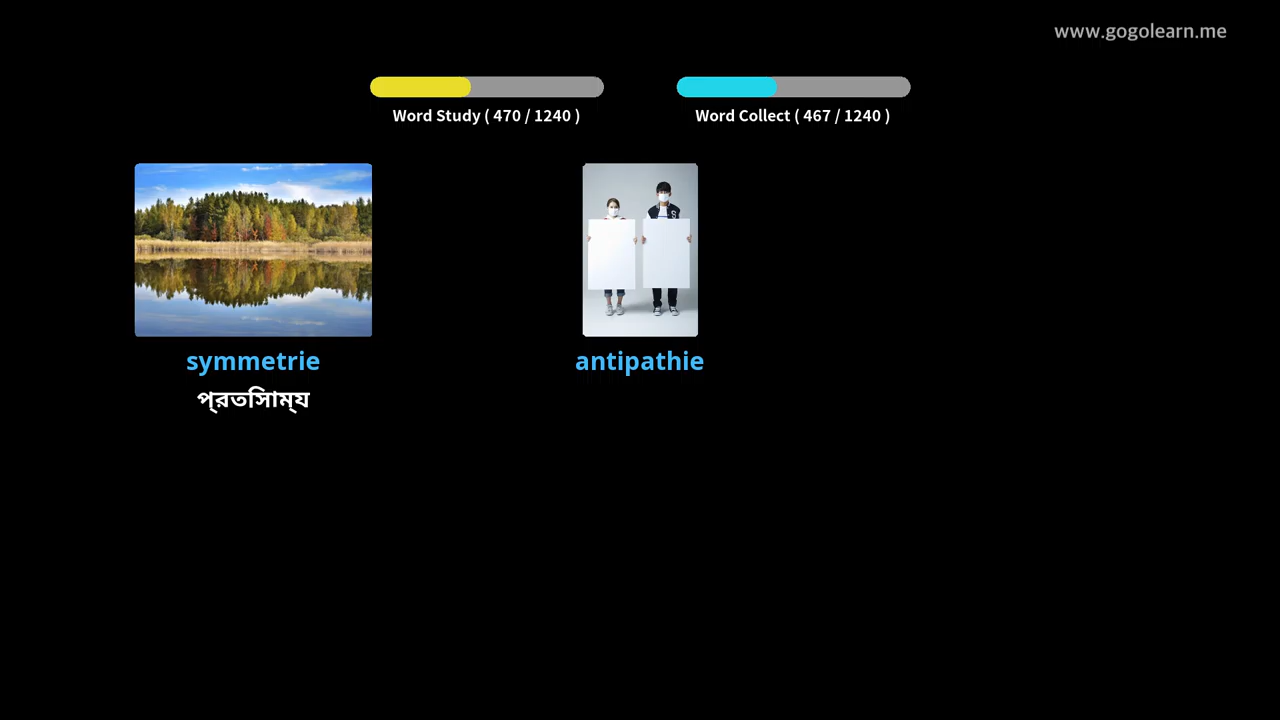 www.gogolearn.me
Word Study ( 470 / 1240 )
Word Collect ( 467 / 1240 )
symmetrie
antipathie
প্রতিসাম্য